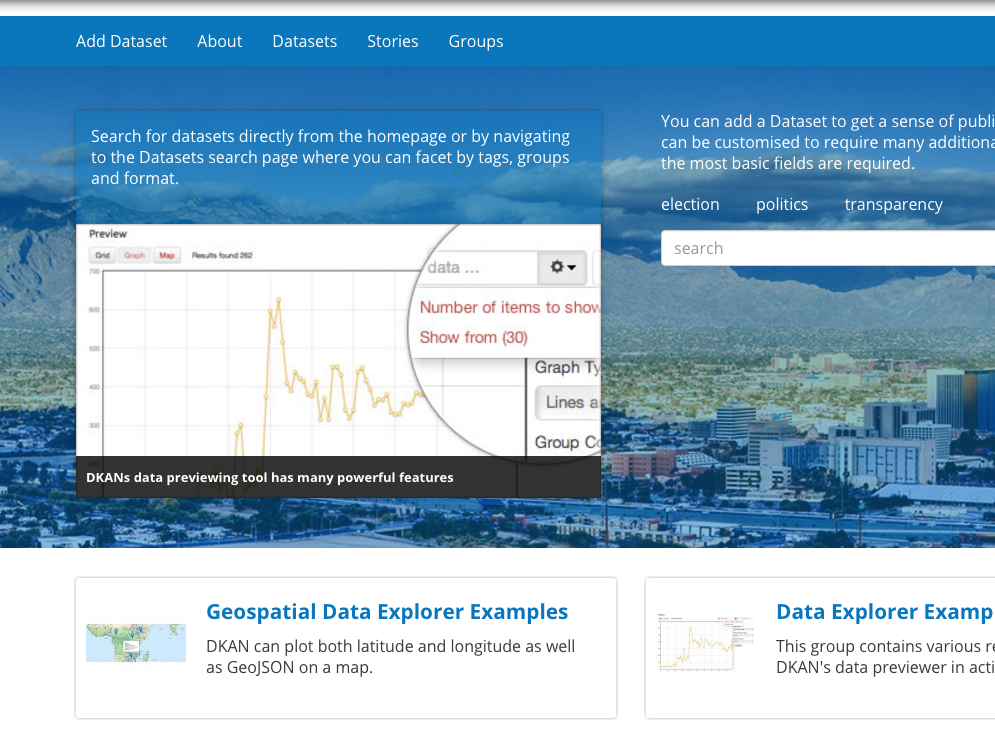 Add Dataset About Datasets Stories Groups
Search for datasets directly from the homepage or by navigating
to the Datasets search page where you can facet by tags, groups
and format.
You can add a Dataset to get a sense of publi
can be customised to require many additiona
the most basic fields are required.
election politics transparency
search
Preview
Grid Graph Map Results found 262
700
600
500
400
300
data ...
Number of items to show
Show from (30)
Graph Ty
Lines a
Group Co
DKANs data previewing tool has many powerful features
Geospatial Data Explorer Examples
DKAN can plot both latitude and longitude as well
as GeoJSON on a map.
Data Explorer Examp
This group contains various re
DKAN's data previewer in acti